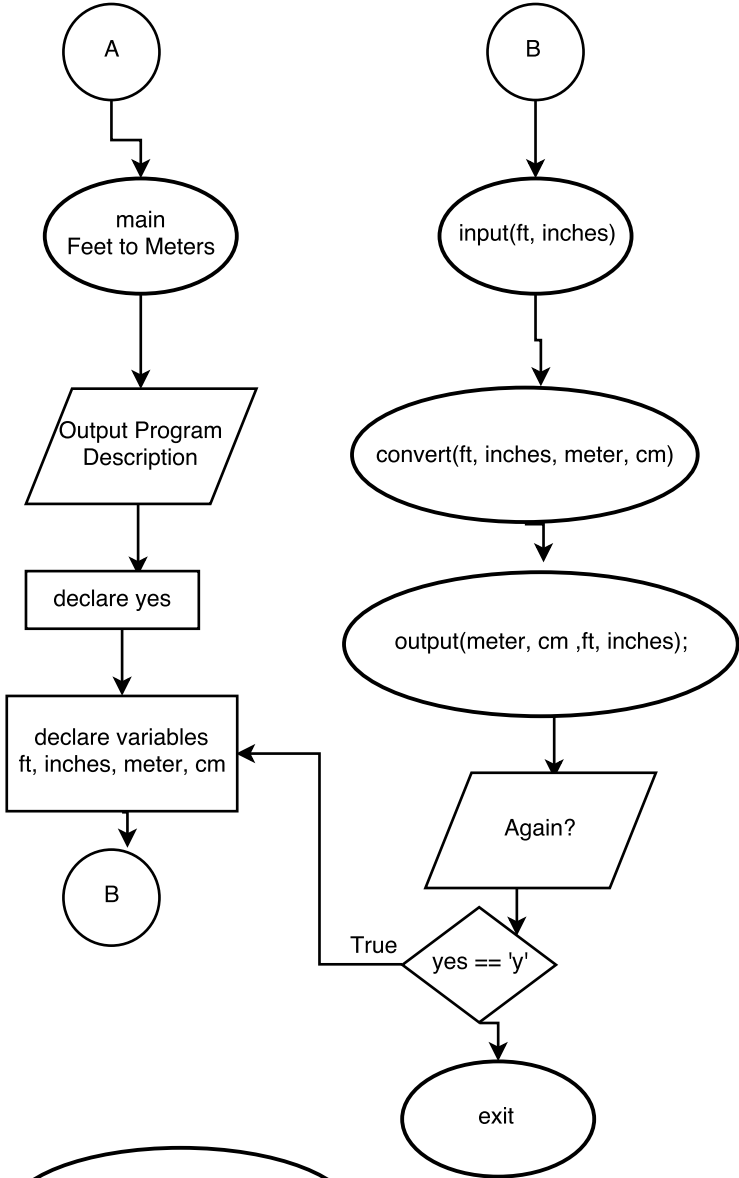 A
main
Feet to Meters
Output Program
Description
declare yes
declare variables
ft, inches, meter, cm
B
B
input(ft, inches)
convert(ft, inches, meter, cm)
output(meter, cm ,ft, inches);
Again?
yes == 'y'
True
exit